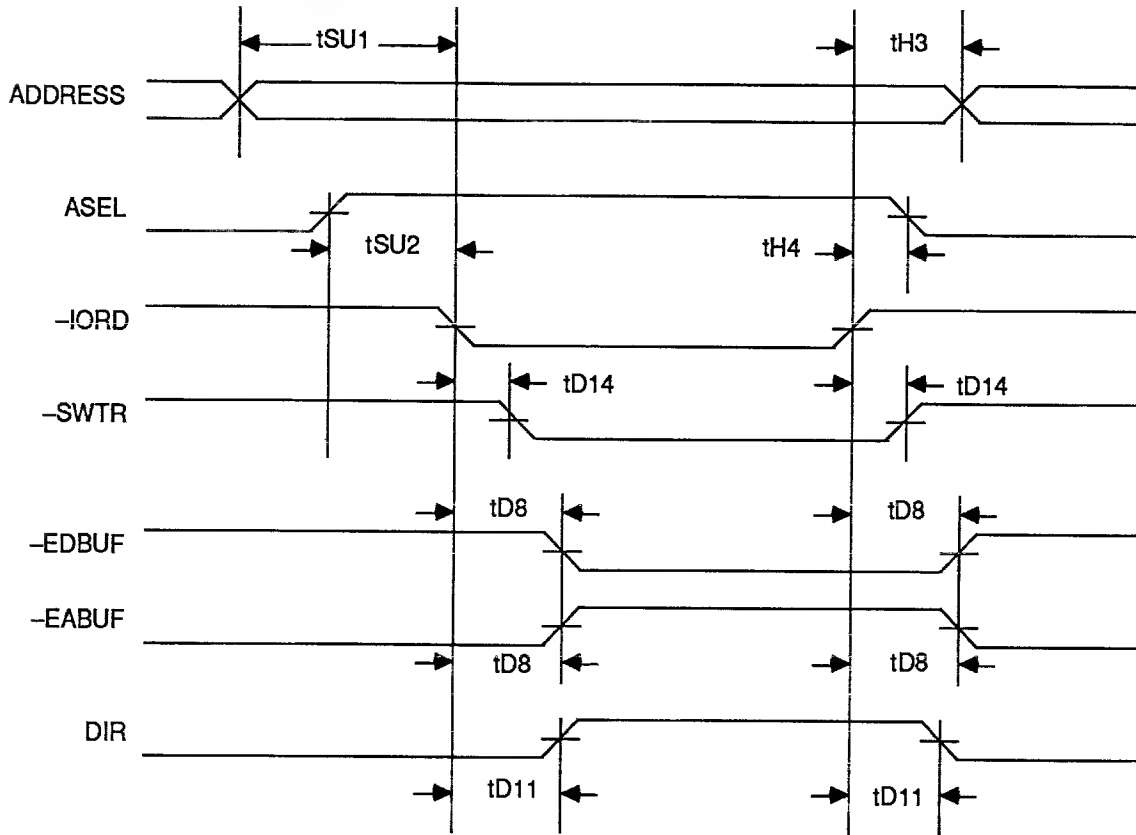 tSU1
tH3
ADDRESS
ASEL
tSU2
tH4
–IORD
tD14
tD14
–SWTR
tD8
tD8
–EDBUF
–EABUF
tD8
tD8
DIR
tD11
tD11